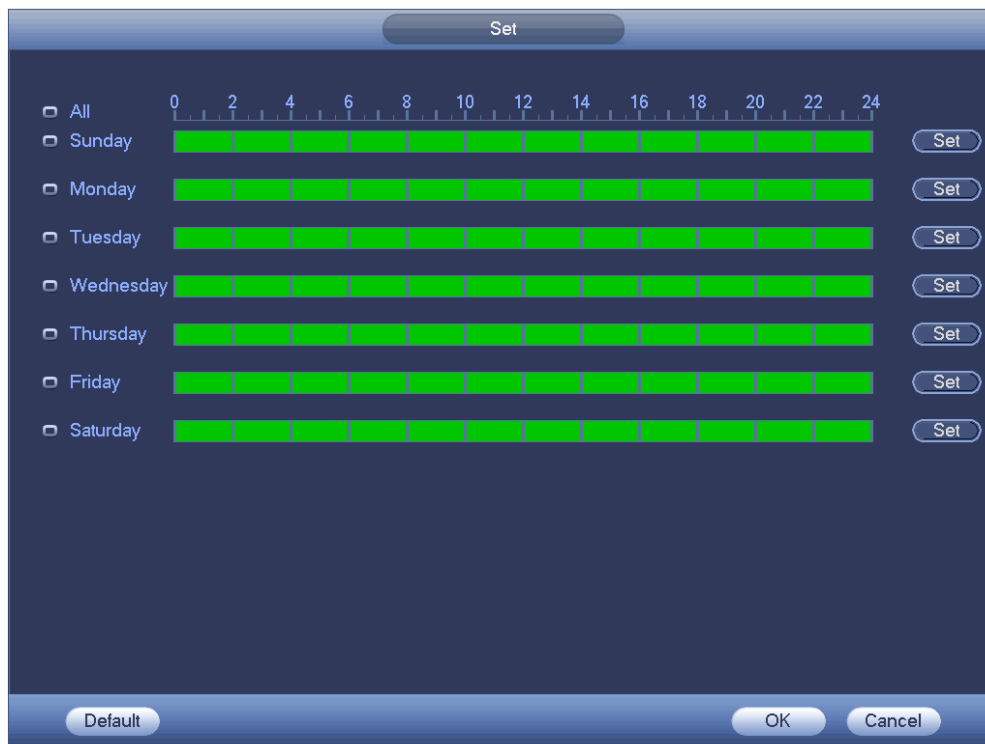 Set
All 0 2 4 6 8 10 12 14 16 18 20 22 24
Sunday Set
Monday Set
Tuesday Set
Wednesday Set
Thursday Set
Friday Set
Saturday Set
Default OK Cancel